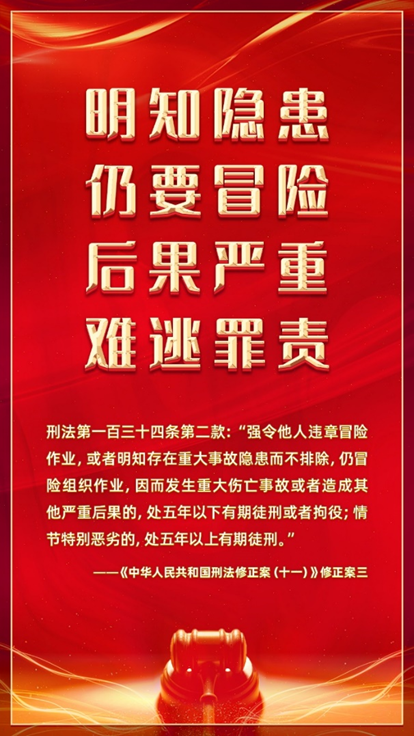 明知隐患
仍要冒险
后果严重
难逃罪责
刑法第一百三十四条第二款：“强令他人违章冒险
作业，或者明知存在重大事故隐患而不排除，仍冒
险组织作业，因而发生重大伤亡事故或者造成其
他严重后果的，处五年以下有期徒刑或者拘役；情
节特别恶劣的，处五年以上有期徒刑。”
——《中华人民共和国刑法修正案（十一）》修正案三